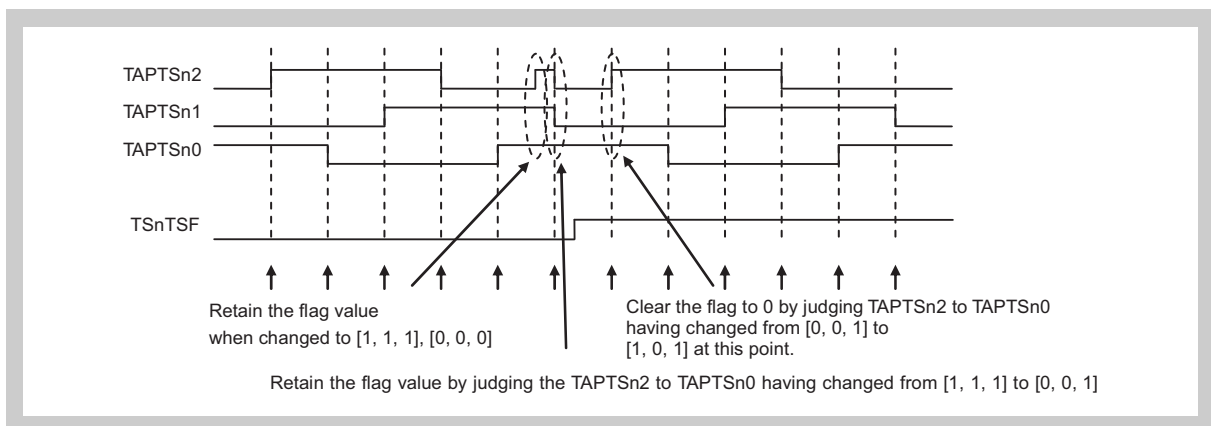 TAPTSn2
TAPTSn1
TAPTSn0
TSnTSF
Retain the flag value
when changed to [1, 1, 1], [0, 0, 0]
Clear the flag to 0 by judging TAPTSn2 to TAPTSn0
having changed from [0, 0, 1] to
[1, 0, 1] at this point.
Retain the flag value by judging the TAPTSn2 to TAPTSn0 having changed from [1, 1, 1] to [0, 0, 1]